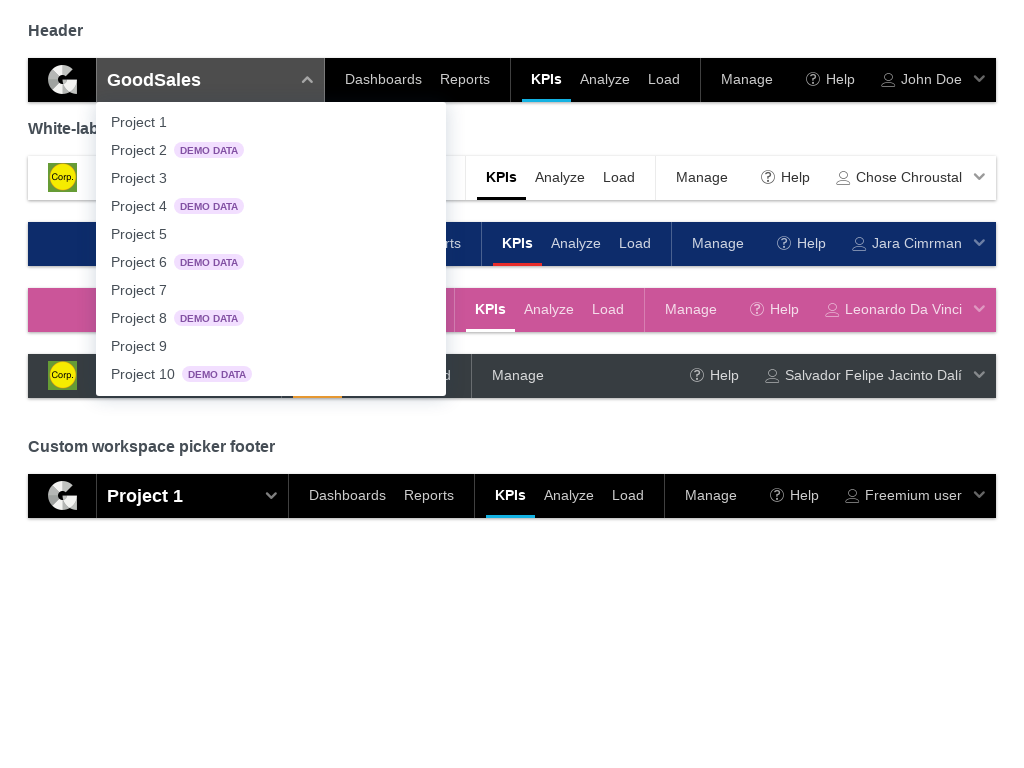 Header
GoodSales Dashboards Reports KPIs Analyze Load Manage Help John Doe
Project 1
White-lab
Project 2 DEMO DATA
Corp. Project 3 KPIs Analyze Load Manage Help Chose Chroustal
Project 4 DEMO DATA
Project 5 rts KPIs Analyze Load Manage Help Jara Cimrman
Project 6 DEMO DATA
Project 7
Project 8 DEMO DATA KPIs Analyze Load Manage Help Leonardo Da Vinci
Project 9
Corp. Project 10 DEMO DATA d Manage Help Salvador Felipe Jacinto Dalí
Custom workspace picker footer
Project 1 Dashboards Reports KPIs Analyze Load Manage Help Freemium user